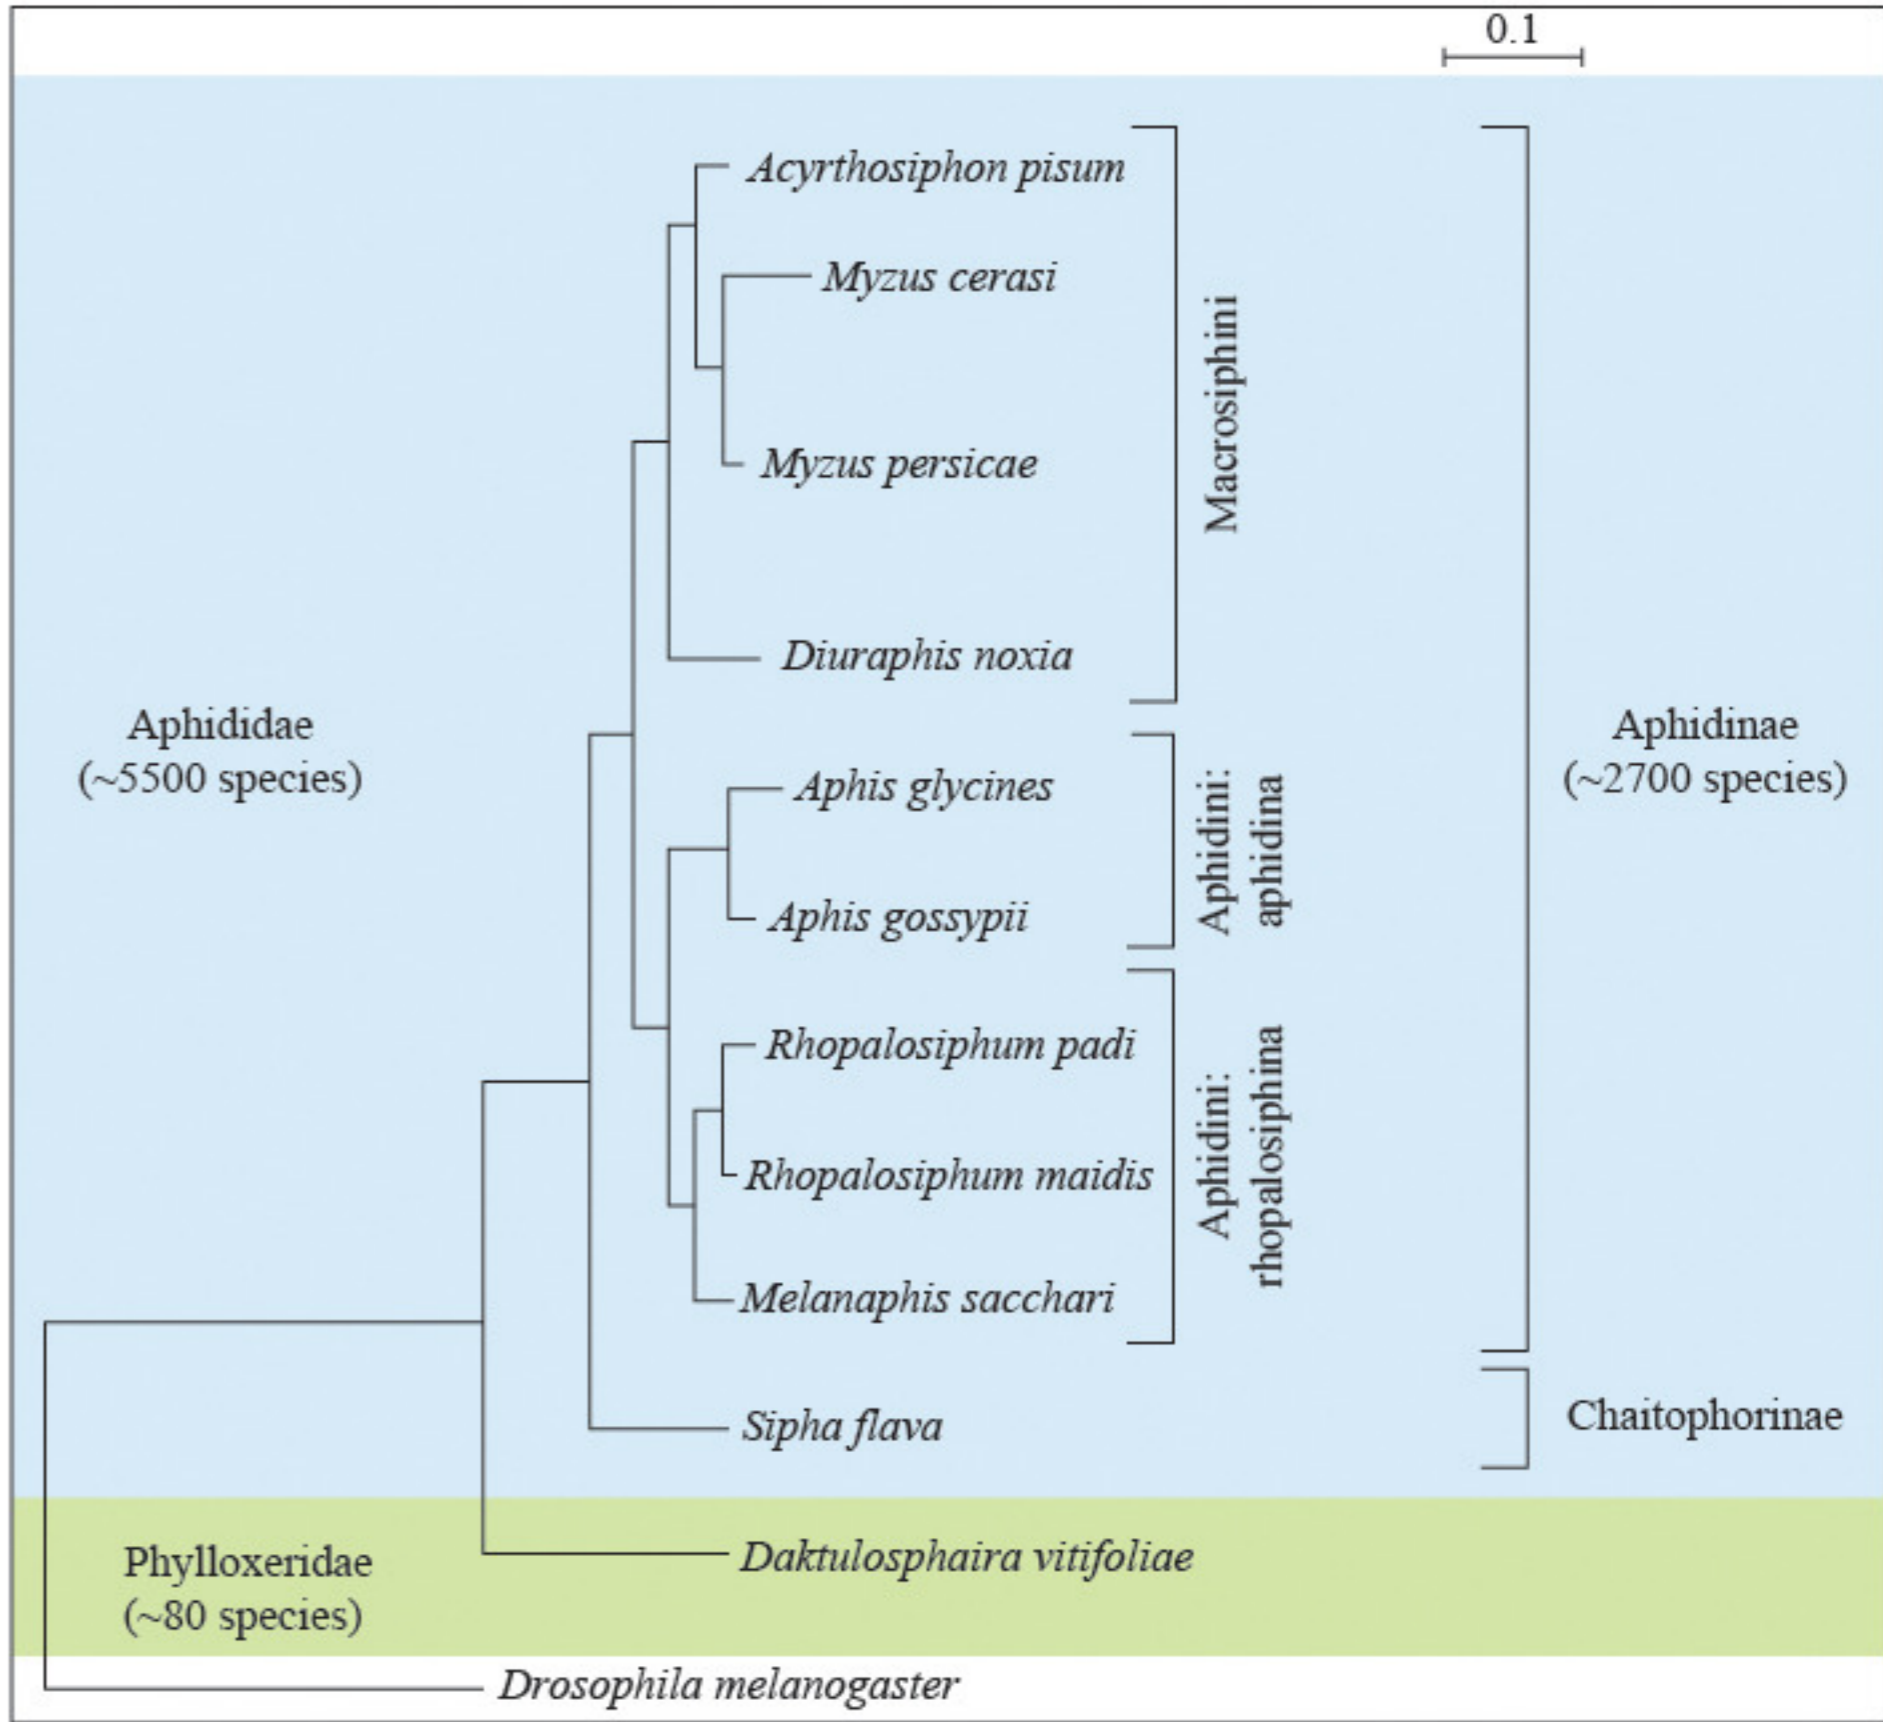 0.1
Acyrthosiphon pisum
Myzus cerasi
Myzus persicae
Diuraphis noxia
Macrosiphini
Aphididae
(~5500 species)
Aphidinae
(~2700 species)
Aphis glycines
Aphis gossypii
Aphidini:
aphidina
Rhopalosiphum padi
Rhopalosiphum maidis
Melanaphis sacchari
Aphidini:
rhopalosiphina
Sipha flava
Chaitophorinae
Phylloxeridae
(~80 species)
Daktulosphaira vitifoliae
Drosophila melanogaster